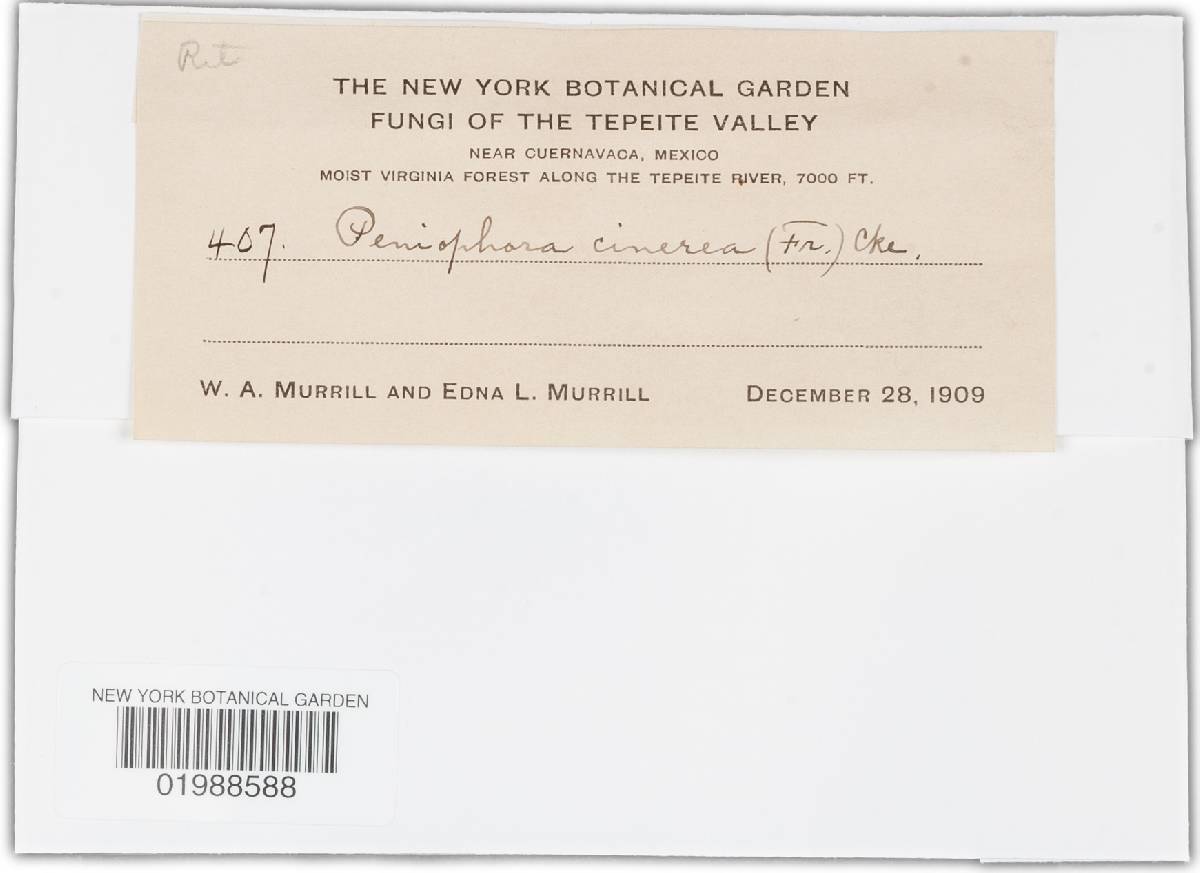 Ret
THE NEW YORK BOTANICAL GARDEN
FUNGI OF THE TEPEITE VALLEY
NEAR CUERNAVACA, MEXICO
MOIST VIRGINIA FOREST ALONG THE TEPEITE RIVER, 7000 FT.
407. Peniophora cinerea (Fr.) Cke.
W. A. MURRILL AND EDNA L. MURRILL DECEMBER 28, 1909
NEW YORK BOTANICAL GARDEN
01988588